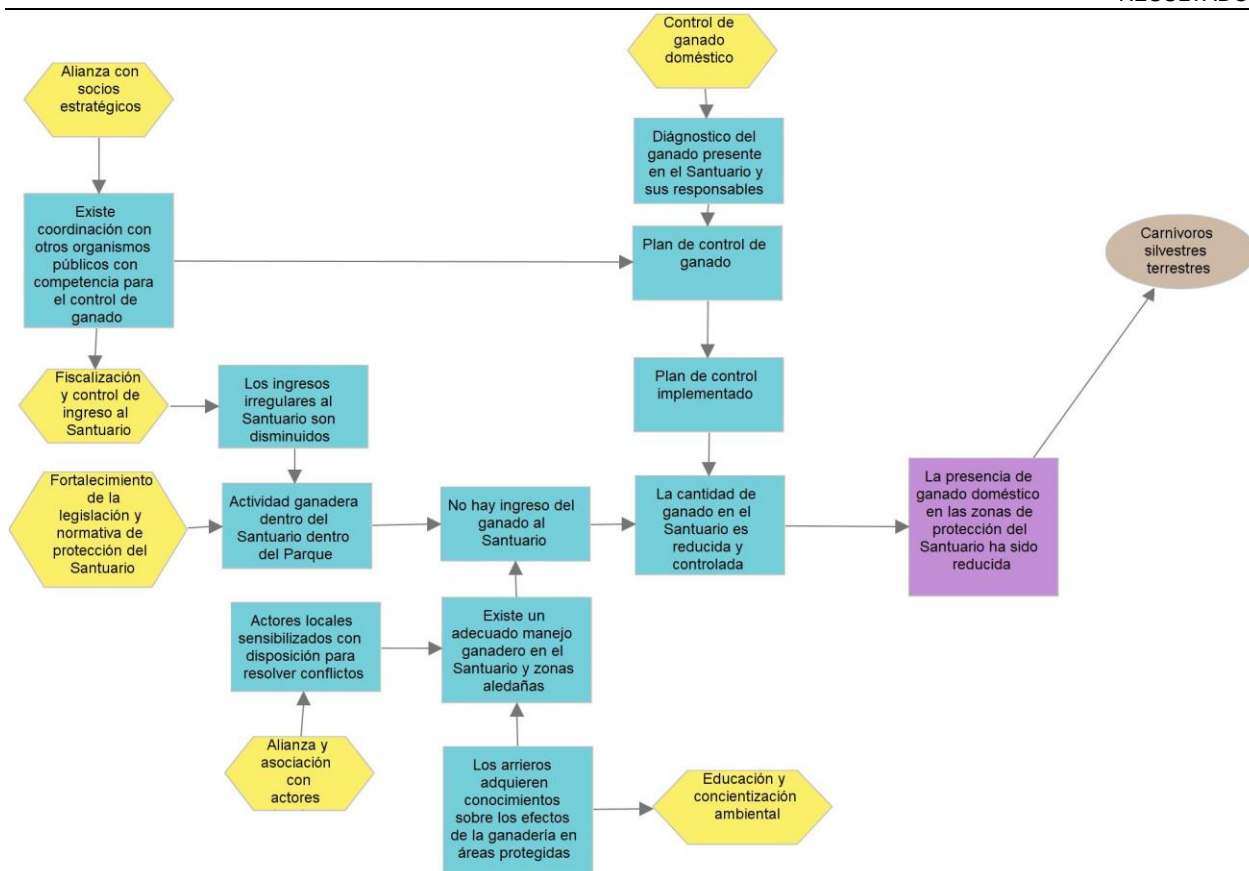 Control de
ganado
doméstico
Alianza con
socios
estratégicos
Diágnostico del
ganado presente
en el Santuario y
sus responsables
Existe
coordinación con
otros organismos
públicos con
competencia para
el control de
ganado
Plan de control de
ganado
Carnivoros
silvestres
terrestres
Fiscalización
y control de
ingreso al
Santuario
Los ingresos
irregulares al
Santuario son
disminuidos
Plan de control
implementado
Fortalecimiento
de la
legislación y
normativa de
protección del
Santuario
Actividad ganadera
dentro del
Santuario dentro
del Parque
No hay ingreso del
ganado al
Santuario
La cantidad de
ganado en el
Santuario es
reducida y
controlada
La presencia de
ganado doméstico
en las zonas de
protección del
Santuario ha sido
reducida
Actores locales
sensibilizados con
disposición para
resolver conflictos
Existe un
adecuado manejo
ganadero en el
Santuario y zonas
aledañas
Alianza y
asociación
con
actores
Los arrieros
adquieren
conocimientos
sobre los efectos
de la ganadería en
áreas protegidas
Educación y
concientización
ambiental